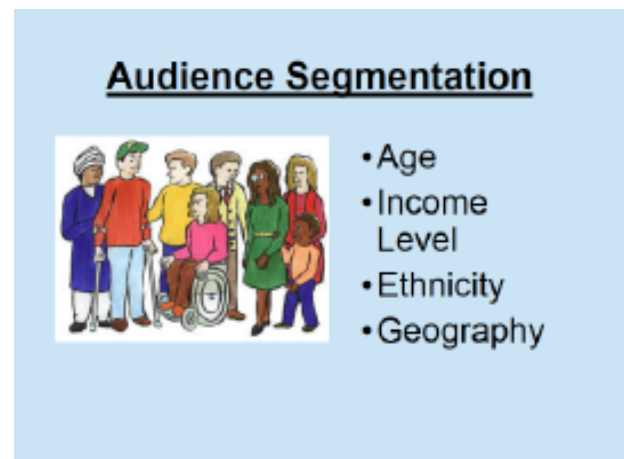 Audience Segmentation
•Age
•Income
Level
•Ethnicity
•Geography